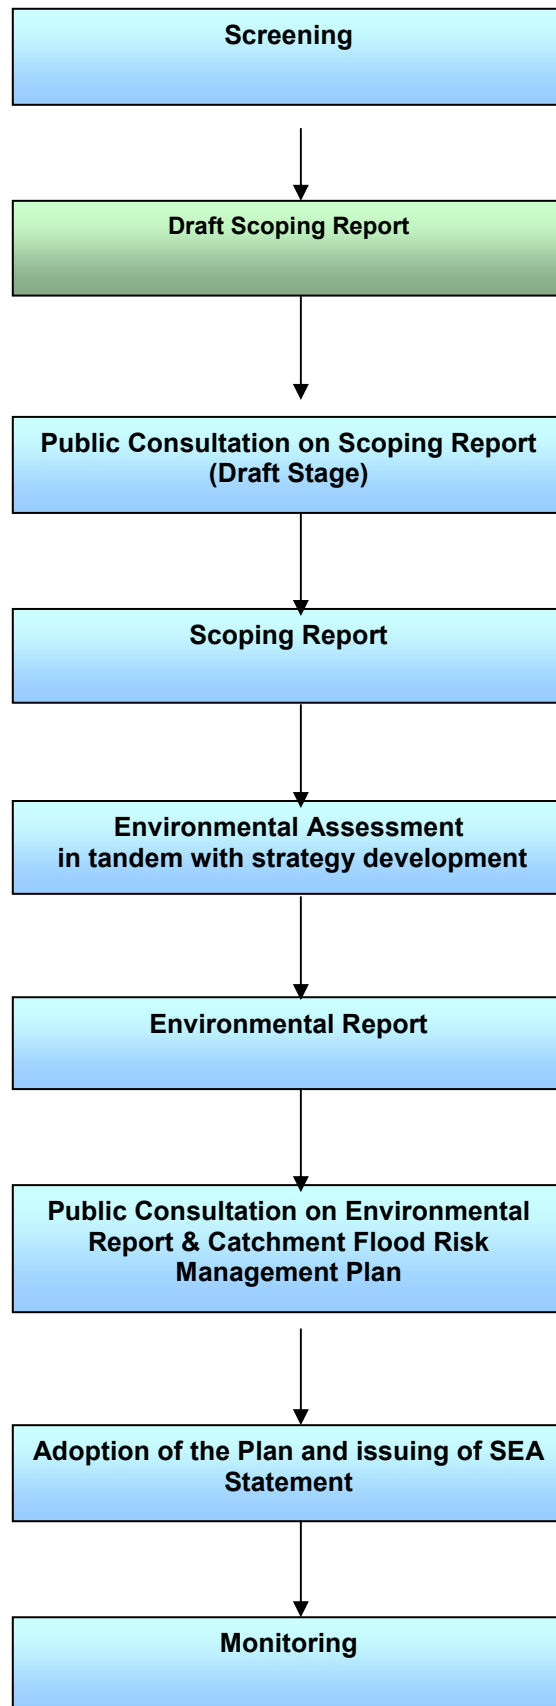 Screening
Draft Scoping Report
Public Consultation on Scoping Report
(Draft Stage)
Scoping Report
Environmental Assessment
in tandem with strategy development
Environmental Report
Public Consultation on Environmental
Report & Catchment Flood Risk
Management Plan
Adoption of the Plan and issuing of SEA
Statement
Monitoring